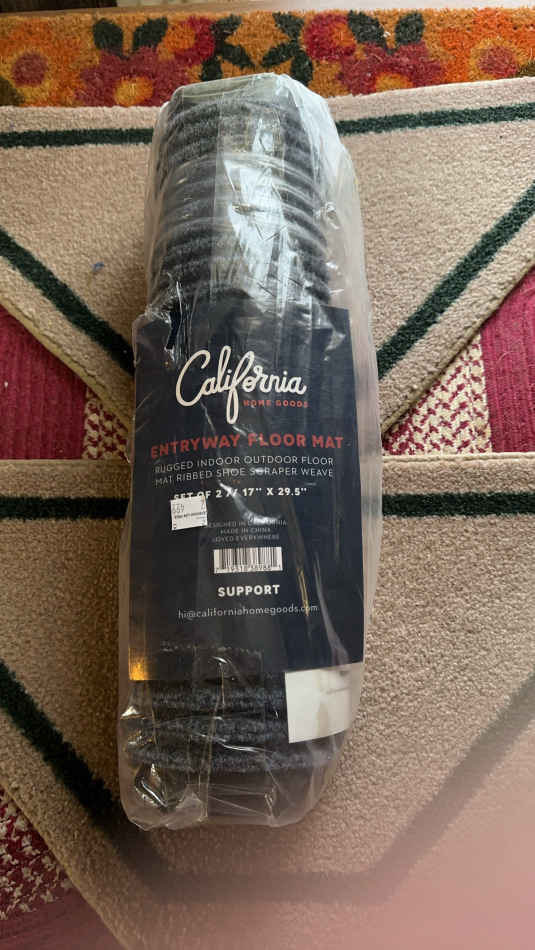 California
HOME GOODS
ENTRYWAY FLOOR MAT
RUGGED INDOOR OUTDOOR FLOOR
MAT RIBBED SHOE SCRAPER WEAVE
SET OF 2 // 17" X 29.5"
DESIGNED IN CALIFORNIA
MADE IN CHINA
LOVED EVERYWHERE
SUPPORT
hi@californiahomegoods.com